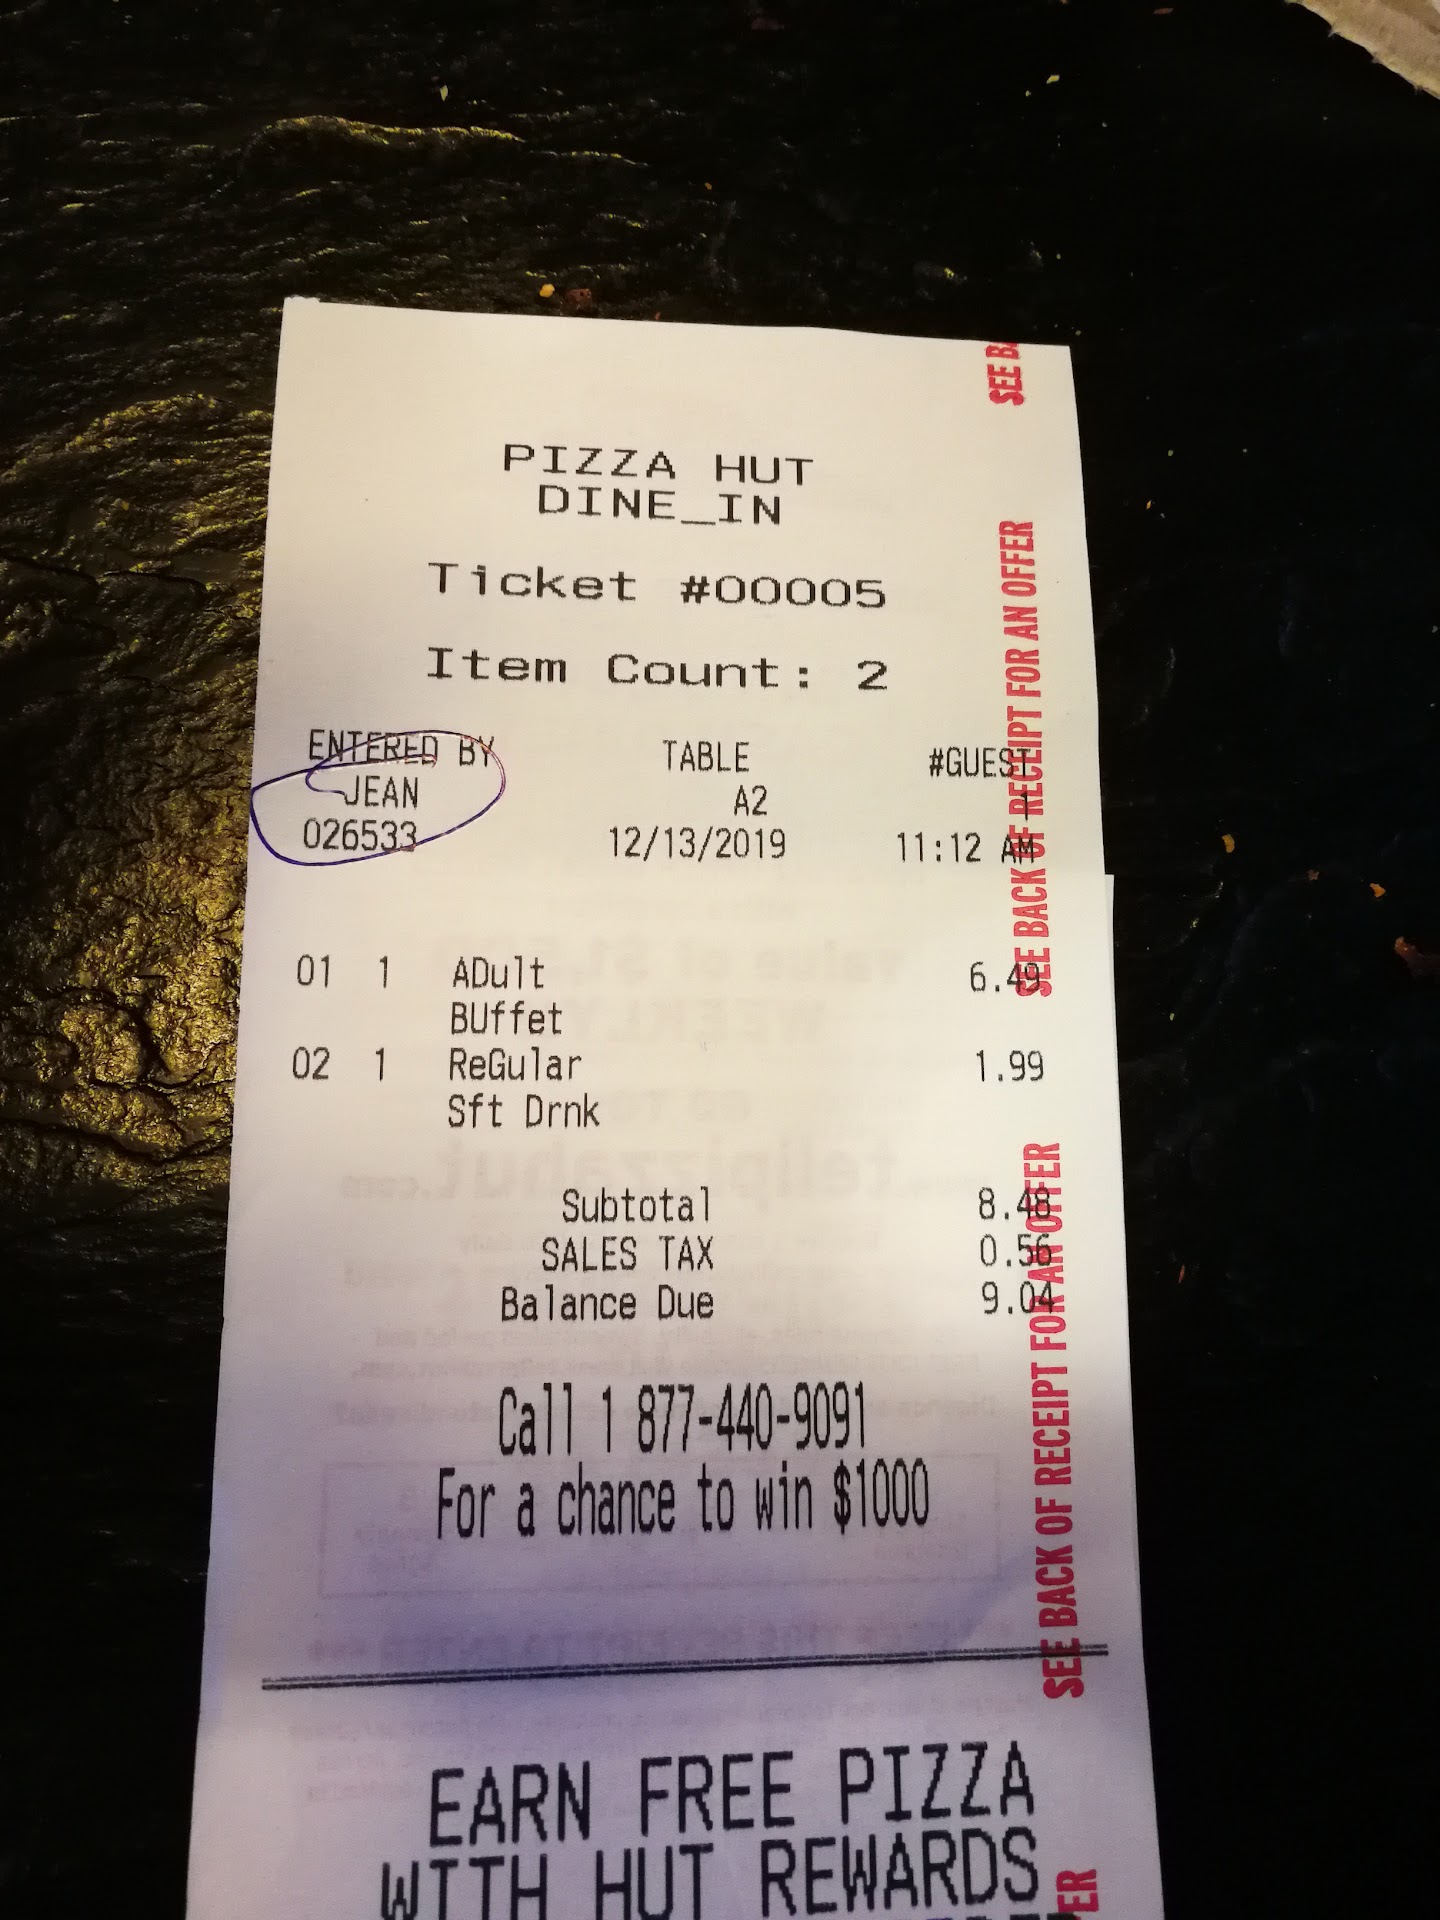 PIZZA HUT
DINE_IN
Ticket #00005
Item Count: 2
ENTERED BY TABLE #GUEST
JEAN A2 1
026533 12/13/2019 11:12 AM
01 1 ADult 6.49
BUffet
02 1 ReGular 1.99
Sft Drnk
Subtotal 8.48
SALES TAX 0.56
Balance Due 9.04
Call 1 877-440-9091
For a chance to win $1000
EARN FREE PIZZA
WITH HUT REWARDS
SEE BA
SEE BACK OF RECEIPT FOR AN OFFER
SEE BACK OF RECEIPT FOR AN OFFER
ER